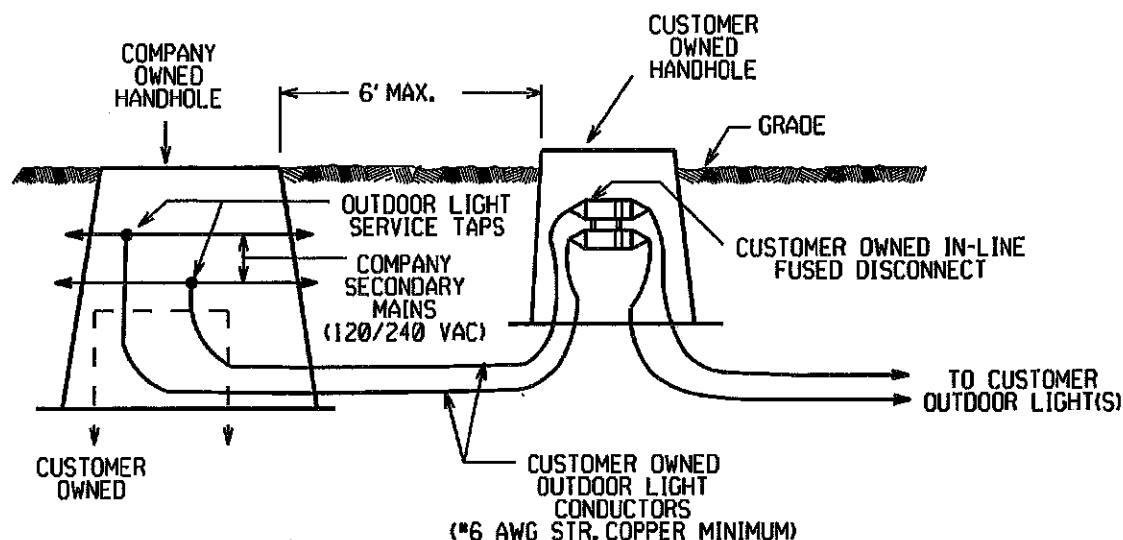 COMPANY
OWNED
HANDHOLE
6' MAX.
CUSTOMER
OWNED
HANDHOLE
GRADE
OUTDOOR LIGHT
SERVICE TAPS
COMPANY
SECONDARY
MAINS
(120/240 VAC)
CUSTOMER OWNED IN-LINE
FUSED DISCONNECT
TO CUSTOMER
OUTDOOR LIGHT(S)
CUSTOMER
OWNED
CUSTOMER OWNED
OUTDOOR LIGHT
CONDUCTORS
(#6 AWG STR. COPPER MINIMUM)